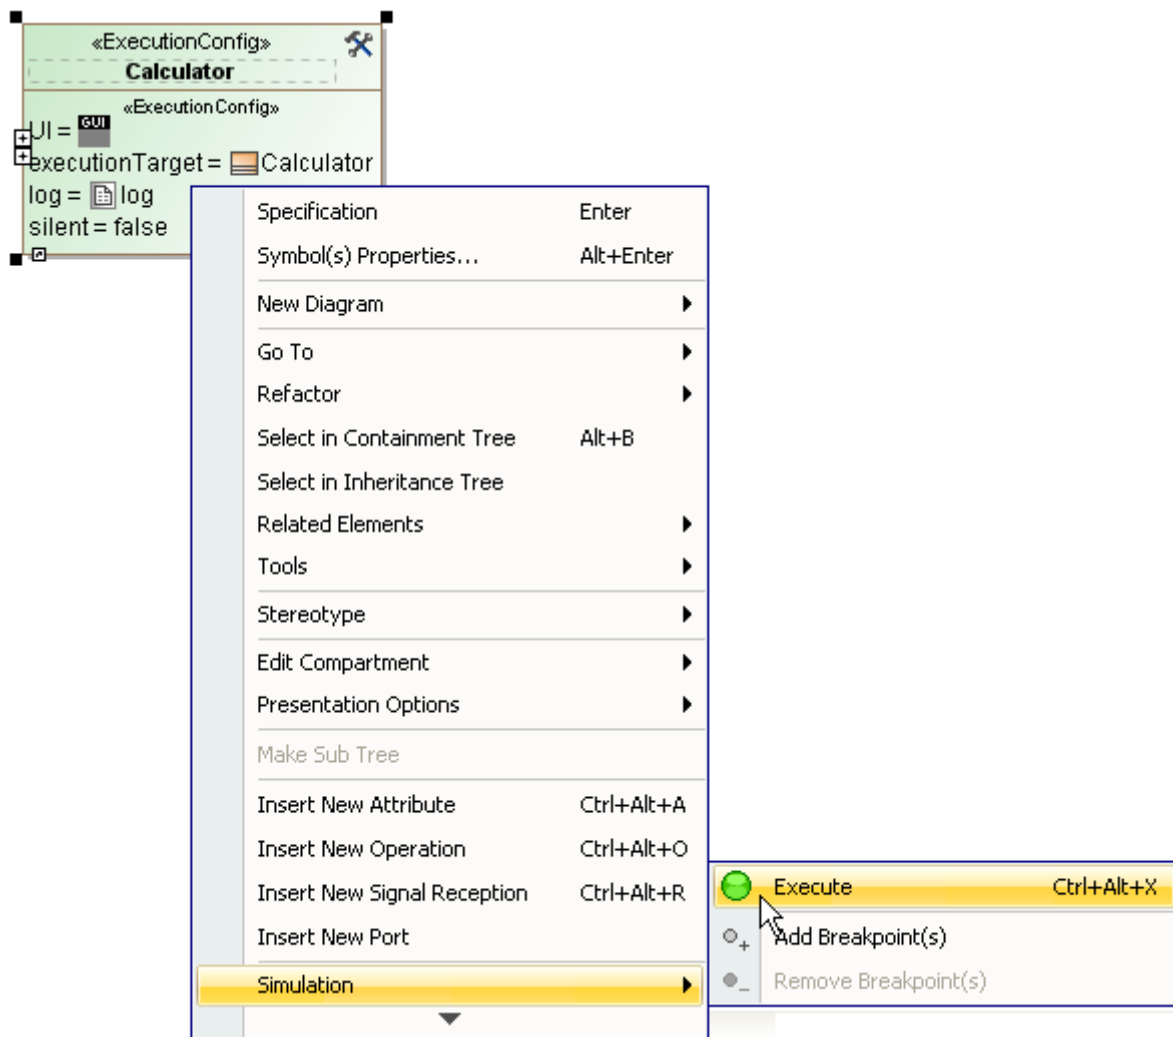 «ExecutionConfig»
Calculator
«ExecutionConfig»
UI = GUI
executionTarget = Calculator
log = log
silent = false
Specification Enter
Symbol(s) Properties... Alt+Enter
New Diagram
Go To
Refactor
Select in Containment Tree Alt+B
Select in Inheritance Tree
Related Elements
Tools
Stereotype
Edit Compartment
Presentation Options
Make Sub Tree
Insert New Attribute Ctrl+Alt+A
Insert New Operation Ctrl+Alt+O
Insert New Signal Reception Ctrl+Alt+R
Insert New Port
Simulation
Execute Ctrl+Alt+X
Add Breakpoint(s)
Remove Breakpoint(s)